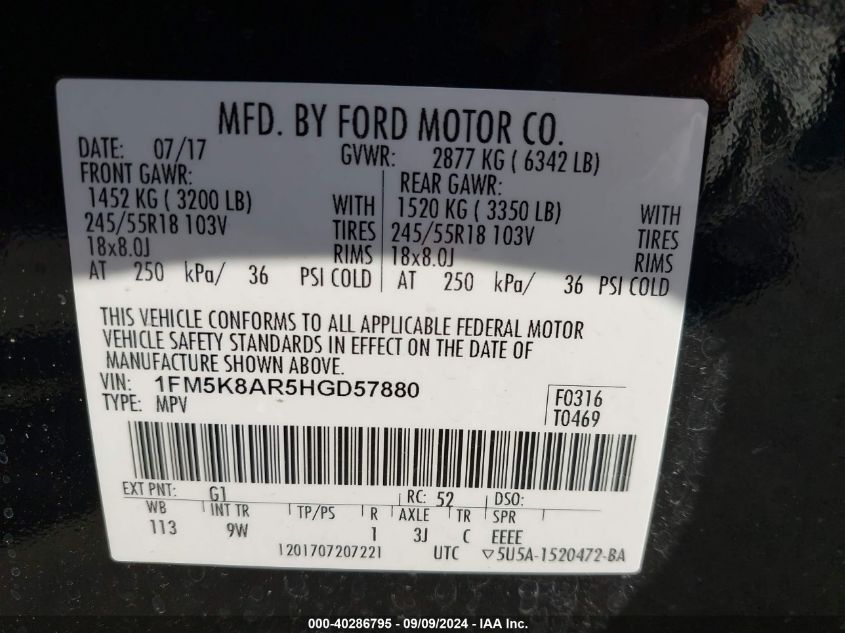 MFD. BY FORD MOTOR CO.
DATE: 07/17 GVWR: 2877 KG ( 6342 LB)
FRONT GAWR: REAR GAWR:
1452 KG ( 3200 LB) WITH 1520 KG ( 3350 LB) WITH
245/55R18 103V TIRES 245/55R18 103V TIRES
18x8.0J RIMS 18x8.0J RIMS
AT 250 kPa/ 36 PSI COLD AT 250 kPa/ 36 PSI COLD
THIS VEHICLE CONFORMS TO ALL APPLICABLE FEDERAL MOTOR
VEHICLE SAFETY STANDARDS IN EFFECT ON THE DATE OF
MANUFACTURE SHOWN ABOVE.
VIN: 1FM5K8AR5HGD57880 F0316
TYPE: MPV T0469
EXT PNT: G1 RC: 52 DSO:
WB INT TR TP/PS R AXLE TR SPR
113 9W 1 3J C EEEE
1201707207221 UTC ▽5U5A-1520472-BA
000-40286795 - 09/09/2024 - IAA Inc.